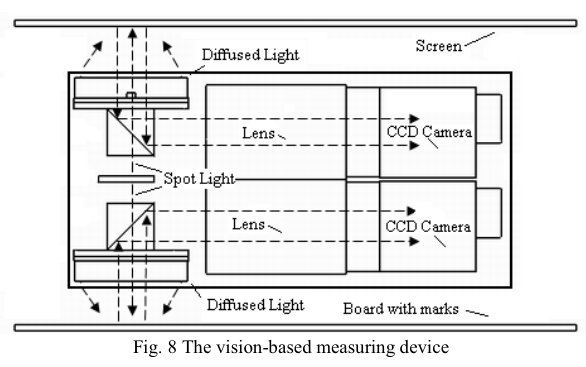 Screen
Diffused Light
Lens
CCD Camera
Spot Light
Lens
CCD Camera
Diffused Light
Board with marks
Fig. 8 The vision-based measuring device